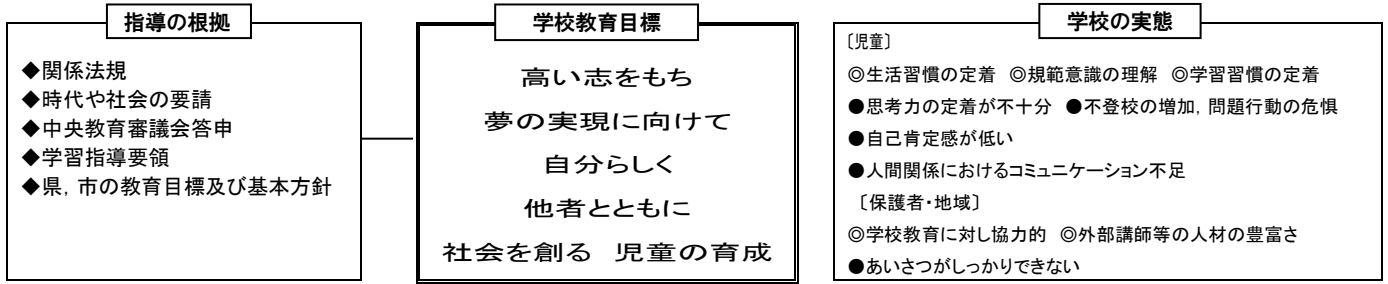 指導の根拠
◆関係法規
◆時代や社会の要請
◆中央教育審議会答申
◆学習指導要領
◆県，市の教育目標及び基本方針
学校教育目標
高い志をもち
夢の実現に向けて
自分らしく
他者とともに
社会を創る 児童の育成
学校の実態
〔児童〕
◎生活習慣の定着 ◎規範意識の理解 ◎学習習慣の定着
●思考力の定着が不十分 ●不登校の増加，問題行動の危惧
●自己肯定感が低い
●人間関係におけるコミュニケーション不足
〔保護者・地域〕
◎学校教育に対し協力的 ◎外部講師等の人材の豊富さ
●あいさつがしっかりできない